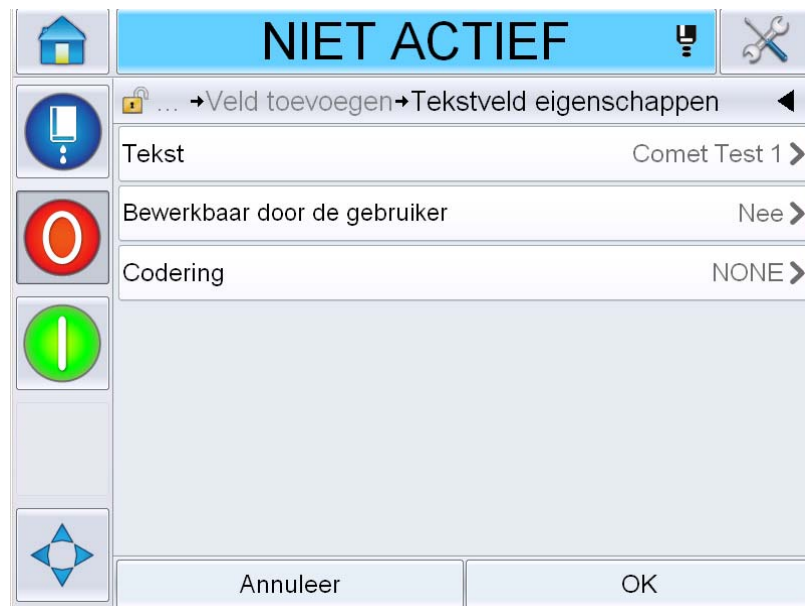 NIET ACTIEF
... →Veld toevoegen→Tekstveld eigenschappen
Tekst Comet Test 1
Bewerkbaar door de gebruiker Nee
Codering NONE
Annuleer OK